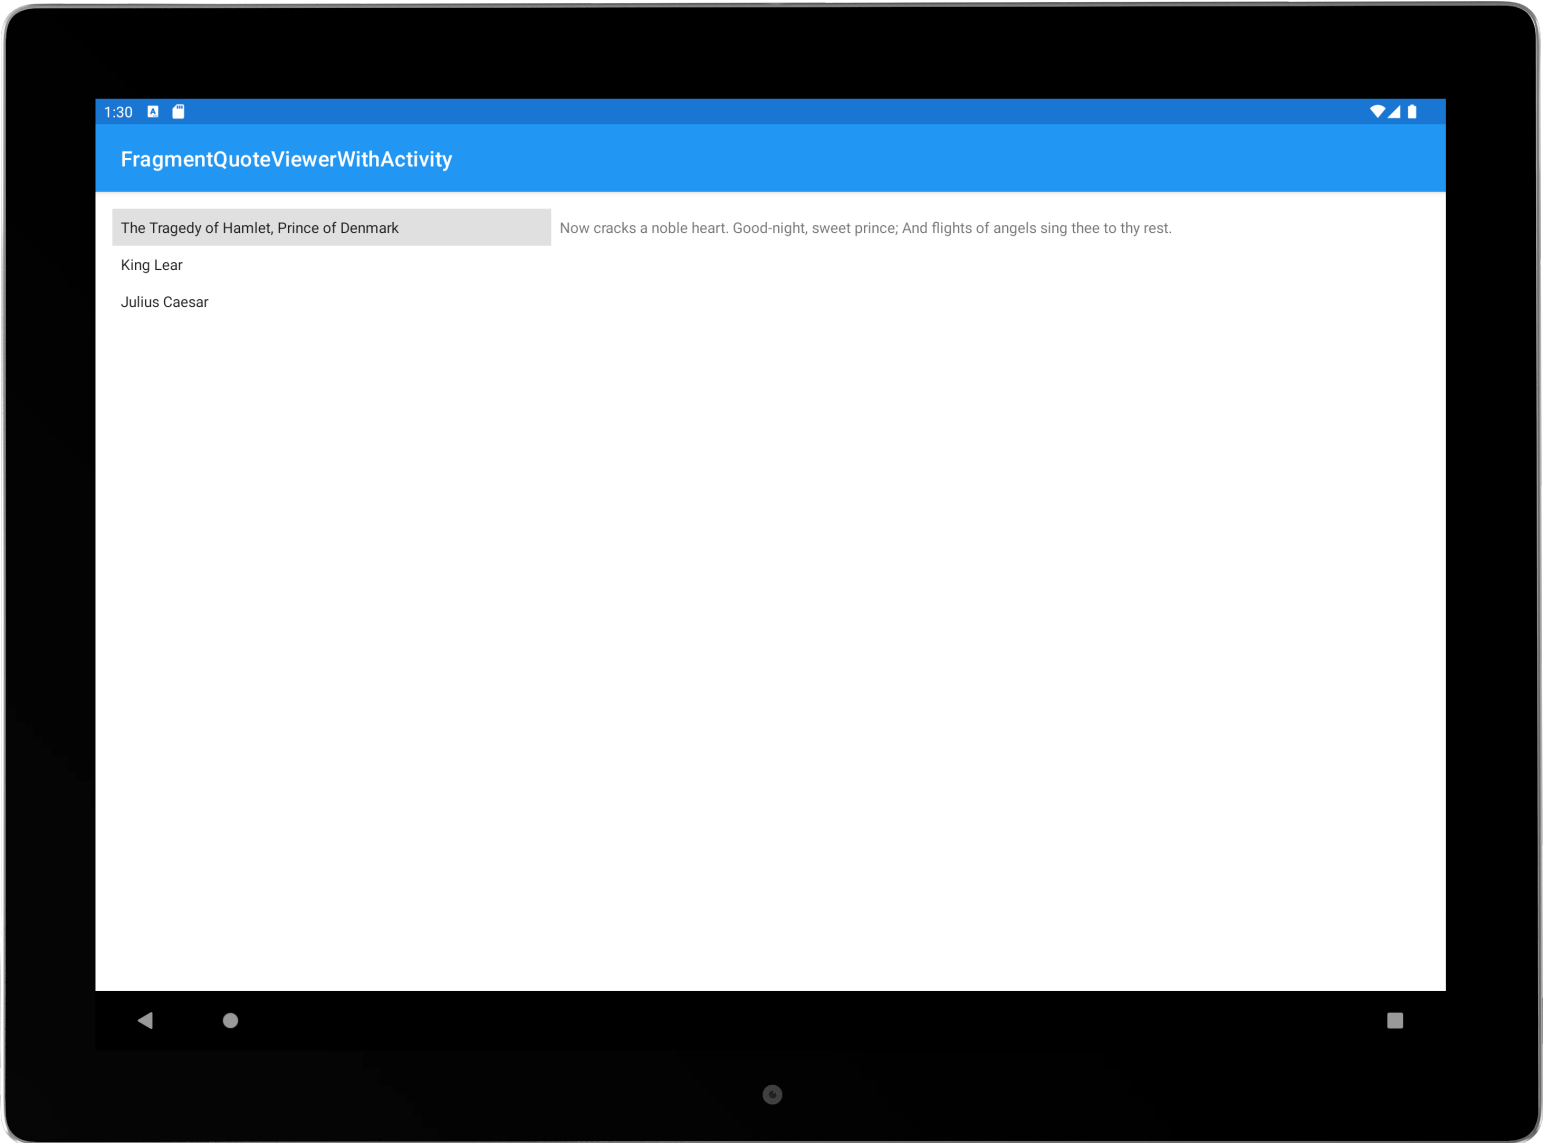 1:30
FragmentQuoteViewerWithActivity
The Tragedy of Hamlet, Prince of Denmark
Now cracks a noble heart. Good-night, sweet prince; And flights of angels sing thee to thy rest.
King Lear
Julius Caesar